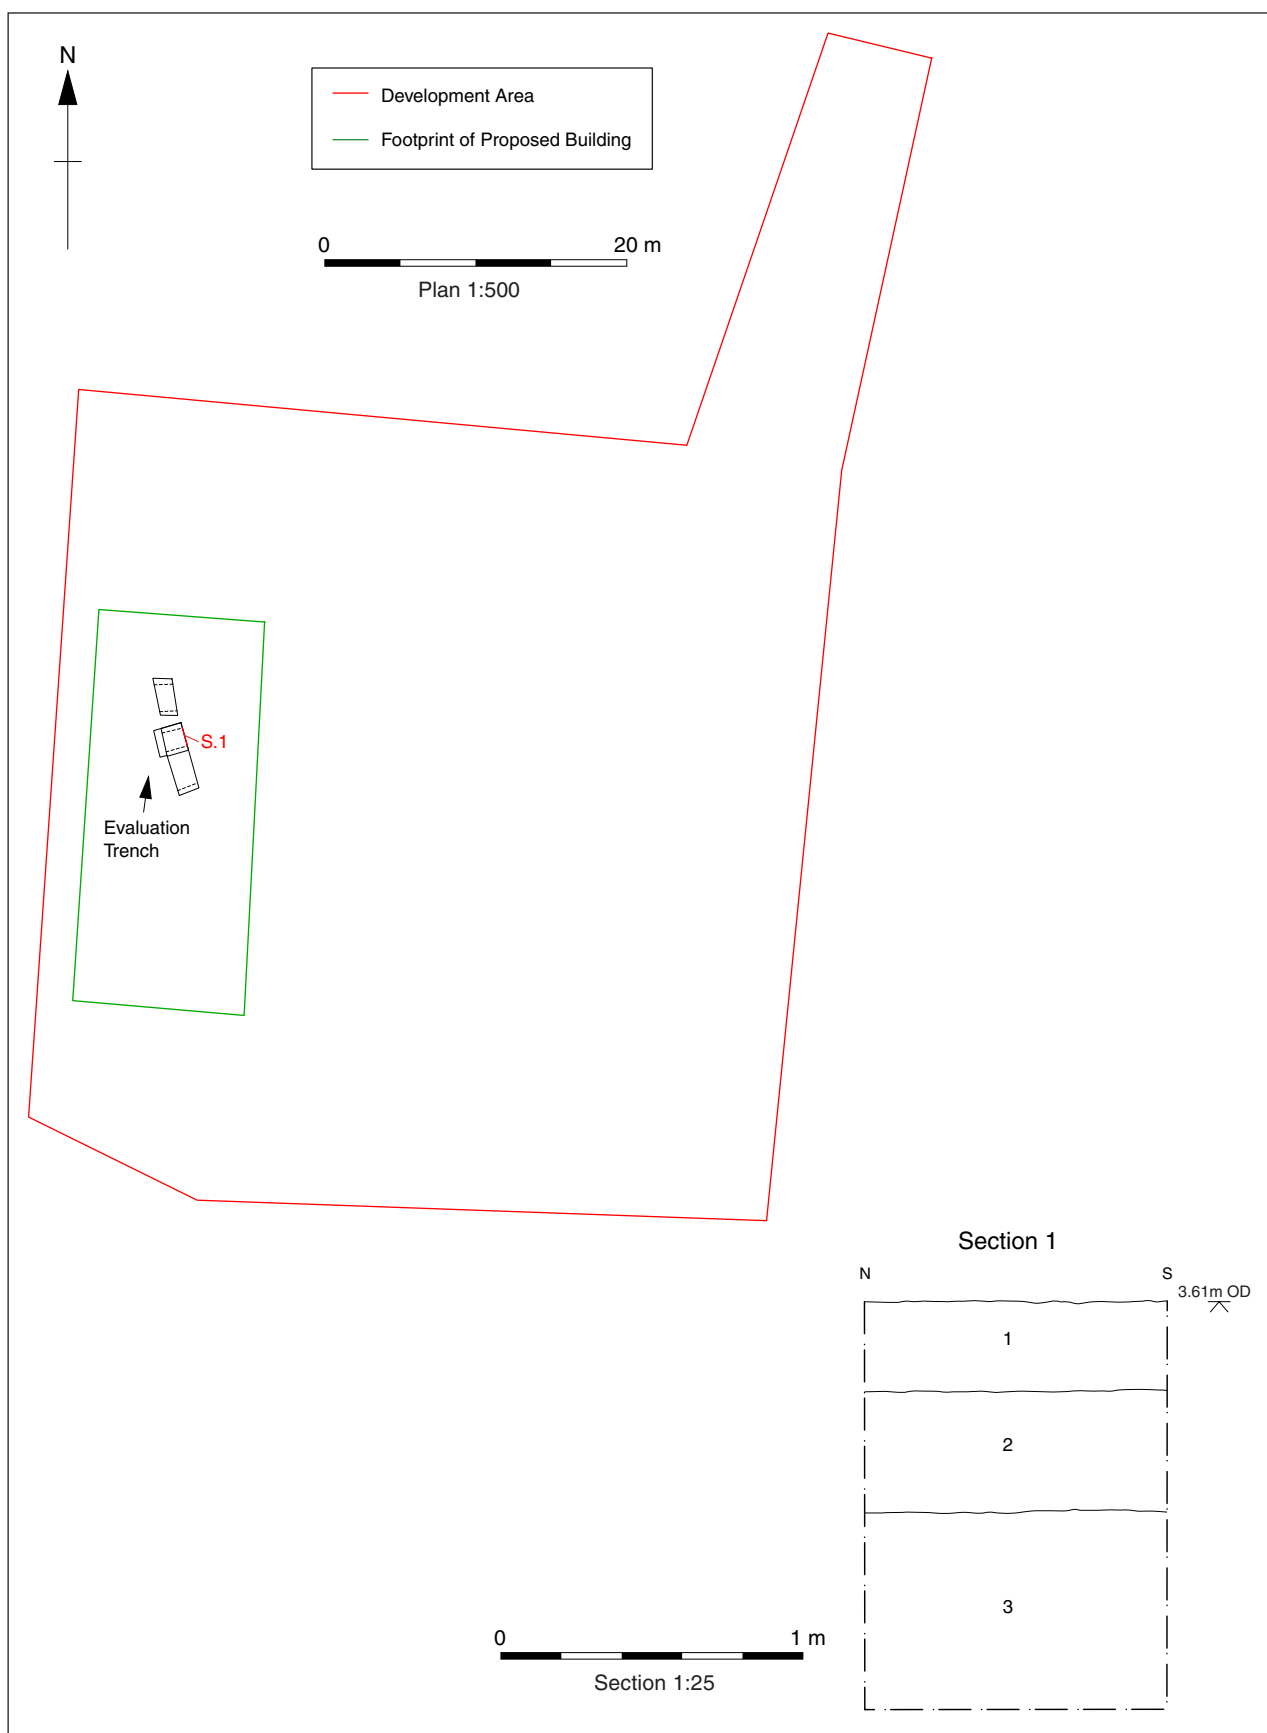 N
Development Area
Footprint of Proposed Building
0 20 m
Plan 1:500
S.1
Evaluation
Trench
Section 1
N S
3.61m OD
1
2
3
0 1 m
Section 1:25